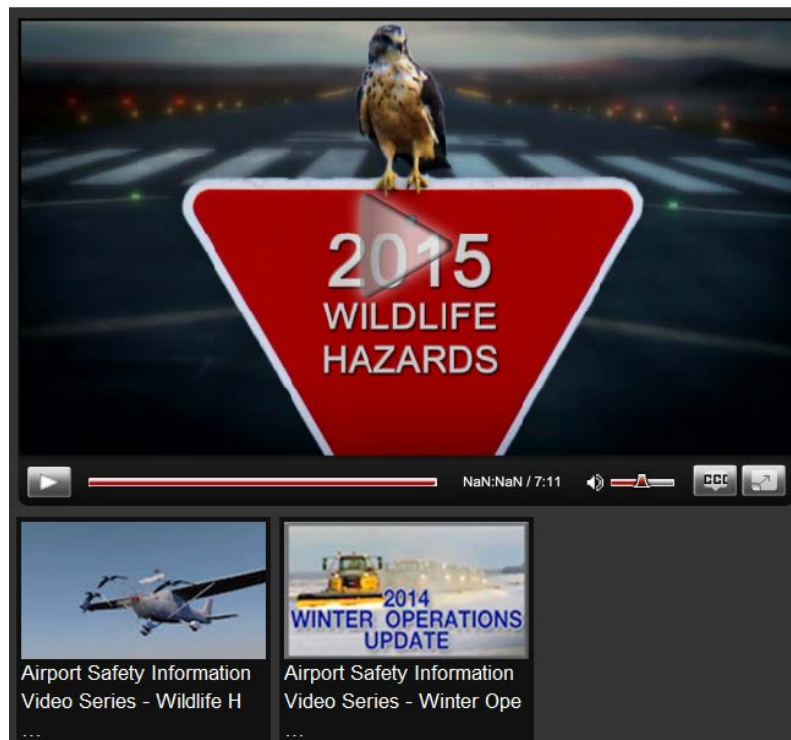 2015
WILDLIFE
HAZARDS
NaN:NaN / 7:11
2014
WINTER OPERATIONS
UPDATE
Airport Safety Information
Video Series - Wildlife H
...
Airport Safety Information
Video Series - Winter Ope
...